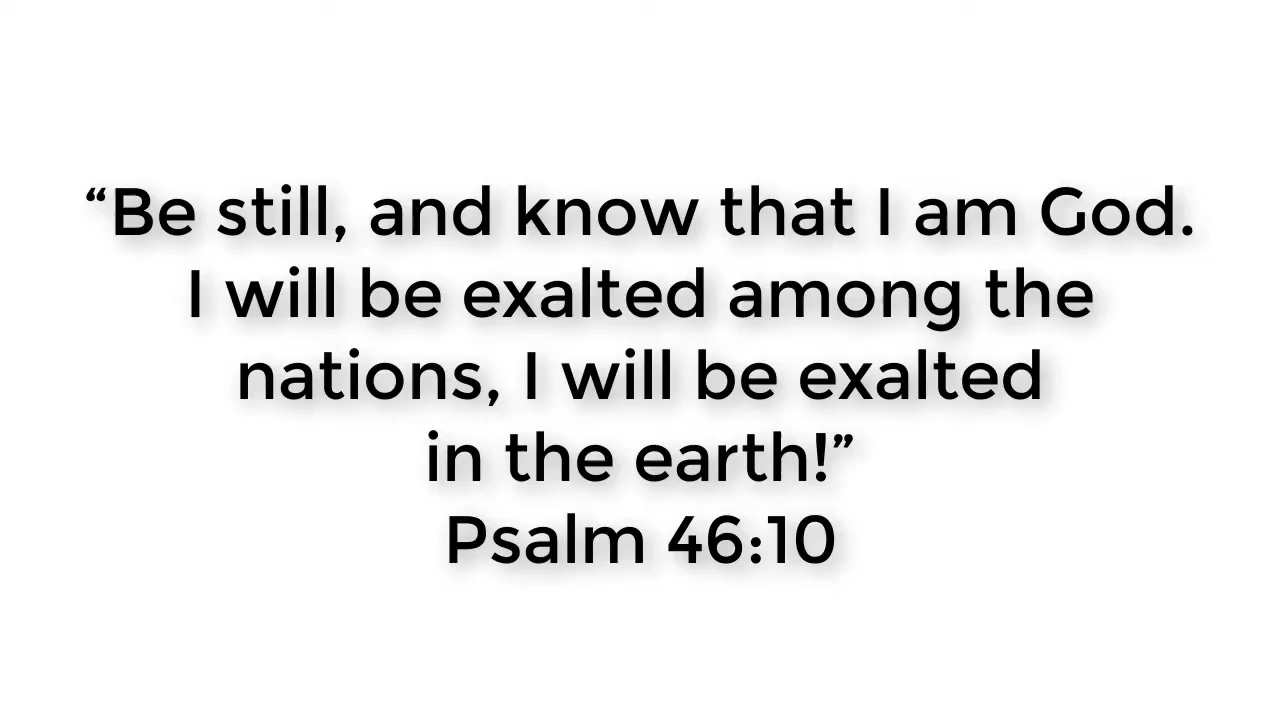 “Be still, and know that I am God.
I will be exalted among the
nations, I will be exalted
in the earth!”
Psalm 46:10